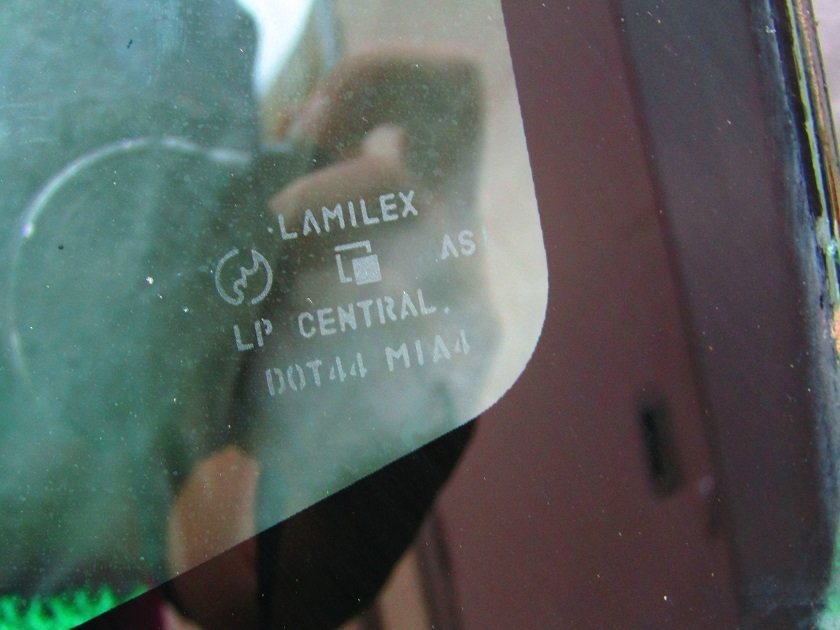 LAMILEX
AS1
LP CENTRAL.
DOT44 M1A4